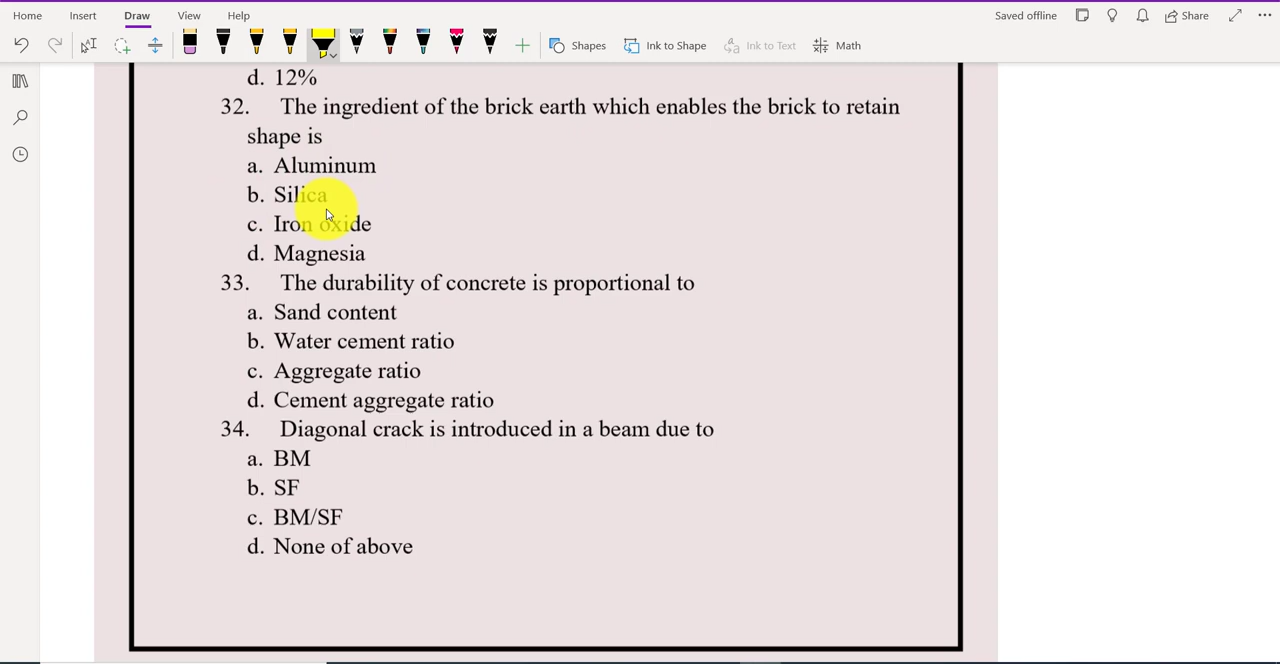 Home Insert Draw View Help Saved offline Share
Shapes Ink to Shape Ink to Text Math
d. 12%
32. The ingredient of the brick earth which enables the brick to retain
shape is
a. Aluminum
b. Silica
c. Iron oxide
d. Magnesia
33. The durability of concrete is proportional to
a. Sand content
b. Water cement ratio
c. Aggregate ratio
d. Cement aggregate ratio
34. Diagonal crack is introduced in a beam due to
a. BM
b. SF
c. BM/SF
d. None of above